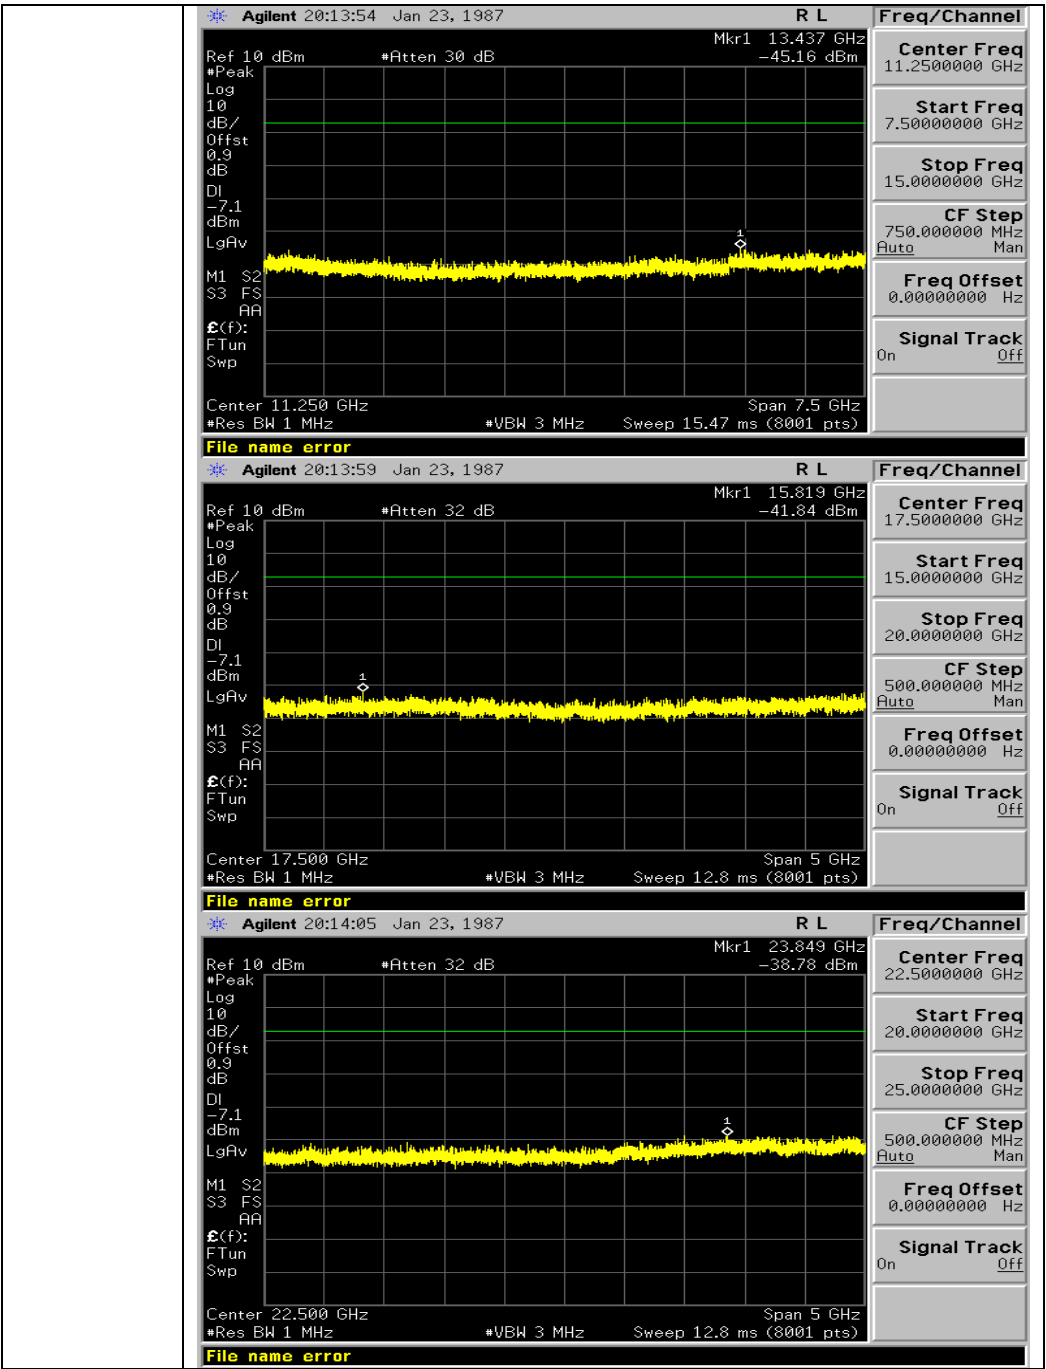 Agilent 20:13:54 Jan 23, 1987 R L Freq/Channel
Mkr1 13.437 GHz
Ref 10 dBm #Atten 30 dB -45.16 dBm
#Peak
Log
10
dB/
Offst
0.9
dB
DI
-7.1
dBm
LgAv
1
M1 S2
S3 FS
AA
£(f):
FTun
Swp
Center 11.250 GHz Span 7.5 GHz
#Res BW 1 MHz #VBW 3 MHz Sweep 15.47 ms (8001 pts)
Center Freq
11.2500000 GHz
Start Freq
7.50000000 GHz
Stop Freq
15.0000000 GHz
CF Step
750.000000 MHz
Auto Man
Freq Offset
0.00000000 Hz
Signal Track
On Off
File name error
Agilent 20:13:59 Jan 23, 1987 R L Freq/Channel
Mkr1 15.819 GHz
Ref 10 dBm #Atten 32 dB -41.84 dBm
#Peak
Log
10
dB/
Offst
0.9
dB
DI
-7.1
dBm
LgAv
1
M1 S2
S3 FS
AA
£(f):
FTun
Swp
Center 17.500 GHz Span 5 GHz
#Res BW 1 MHz #VBW 3 MHz Sweep 12.8 ms (8001 pts)
Center Freq
17.5000000 GHz
Start Freq
15.0000000 GHz
Stop Freq
20.0000000 GHz
CF Step
500.000000 MHz
Auto Man
Freq Offset
0.00000000 Hz
Signal Track
On Off
File name error
Agilent 20:14:05 Jan 23, 1987 R L Freq/Channel
Mkr1 23.849 GHz
Ref 10 dBm #Atten 32 dB -38.78 dBm
#Peak
Log
10
dB/
Offst
0.9
dB
DI
-7.1
dBm
LgAv
1
M1 S2
S3 FS
AA
£(f):
FTun
Swp
Center 22.500 GHz Span 5 GHz
#Res BW 1 MHz #VBW 3 MHz Sweep 12.8 ms (8001 pts)
Center Freq
22.5000000 GHz
Start Freq
20.0000000 GHz
Stop Freq
25.0000000 GHz
CF Step
500.000000 MHz
Auto Man
Freq Offset
0.00000000 Hz
Signal Track
On Off
File name error